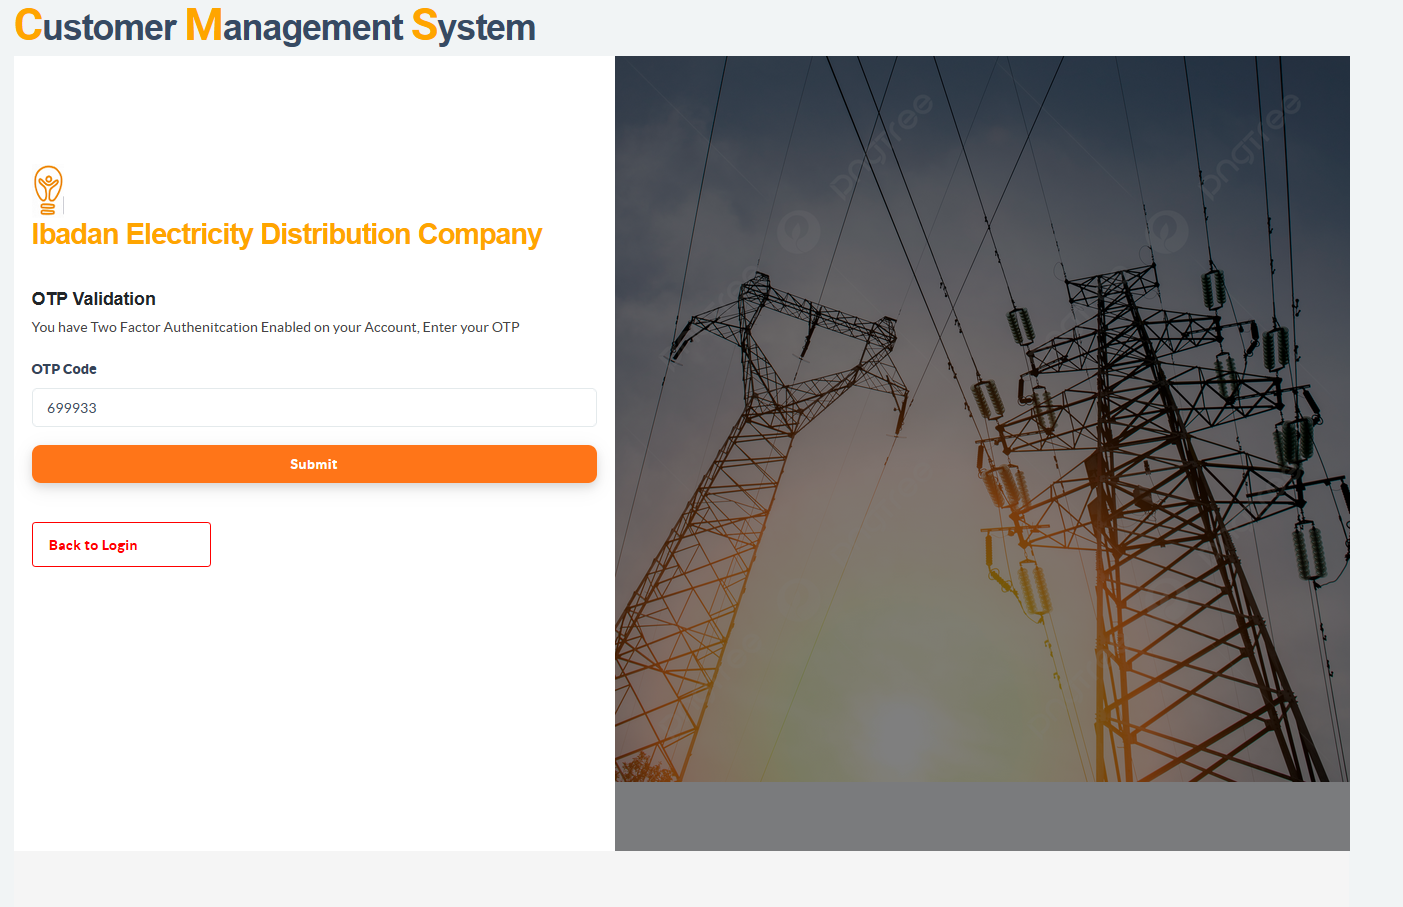 Customer Management System
Ibadan Electricity Distribution Company
OTP Validation
You have Two Factor Authenitcation Enabled on your Account, Enter your OTP
OTP Code
699933
Submit
Back to Login
pngtree
pngtree